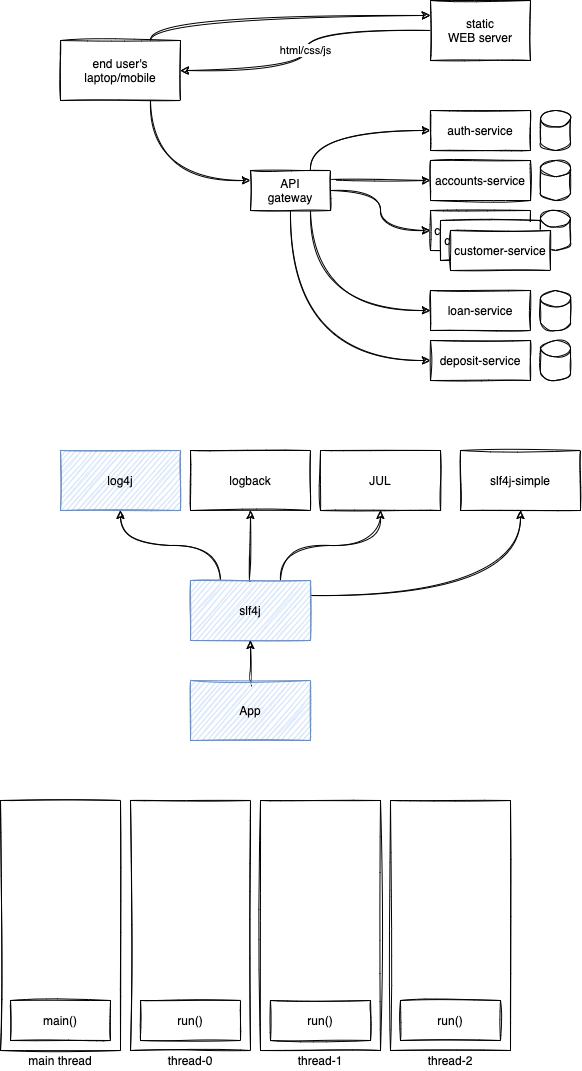 static
WEB server
end user's
laptop/mobile
html/css/js
auth-service
API
gateway
accounts-service
c
c
customer-service
loan-service
deposit-service
log4j
logback
JUL
slf4j-simple
slf4j
App
main()
run()
run()
run()
main thread
thread-0
thread-1
thread-2